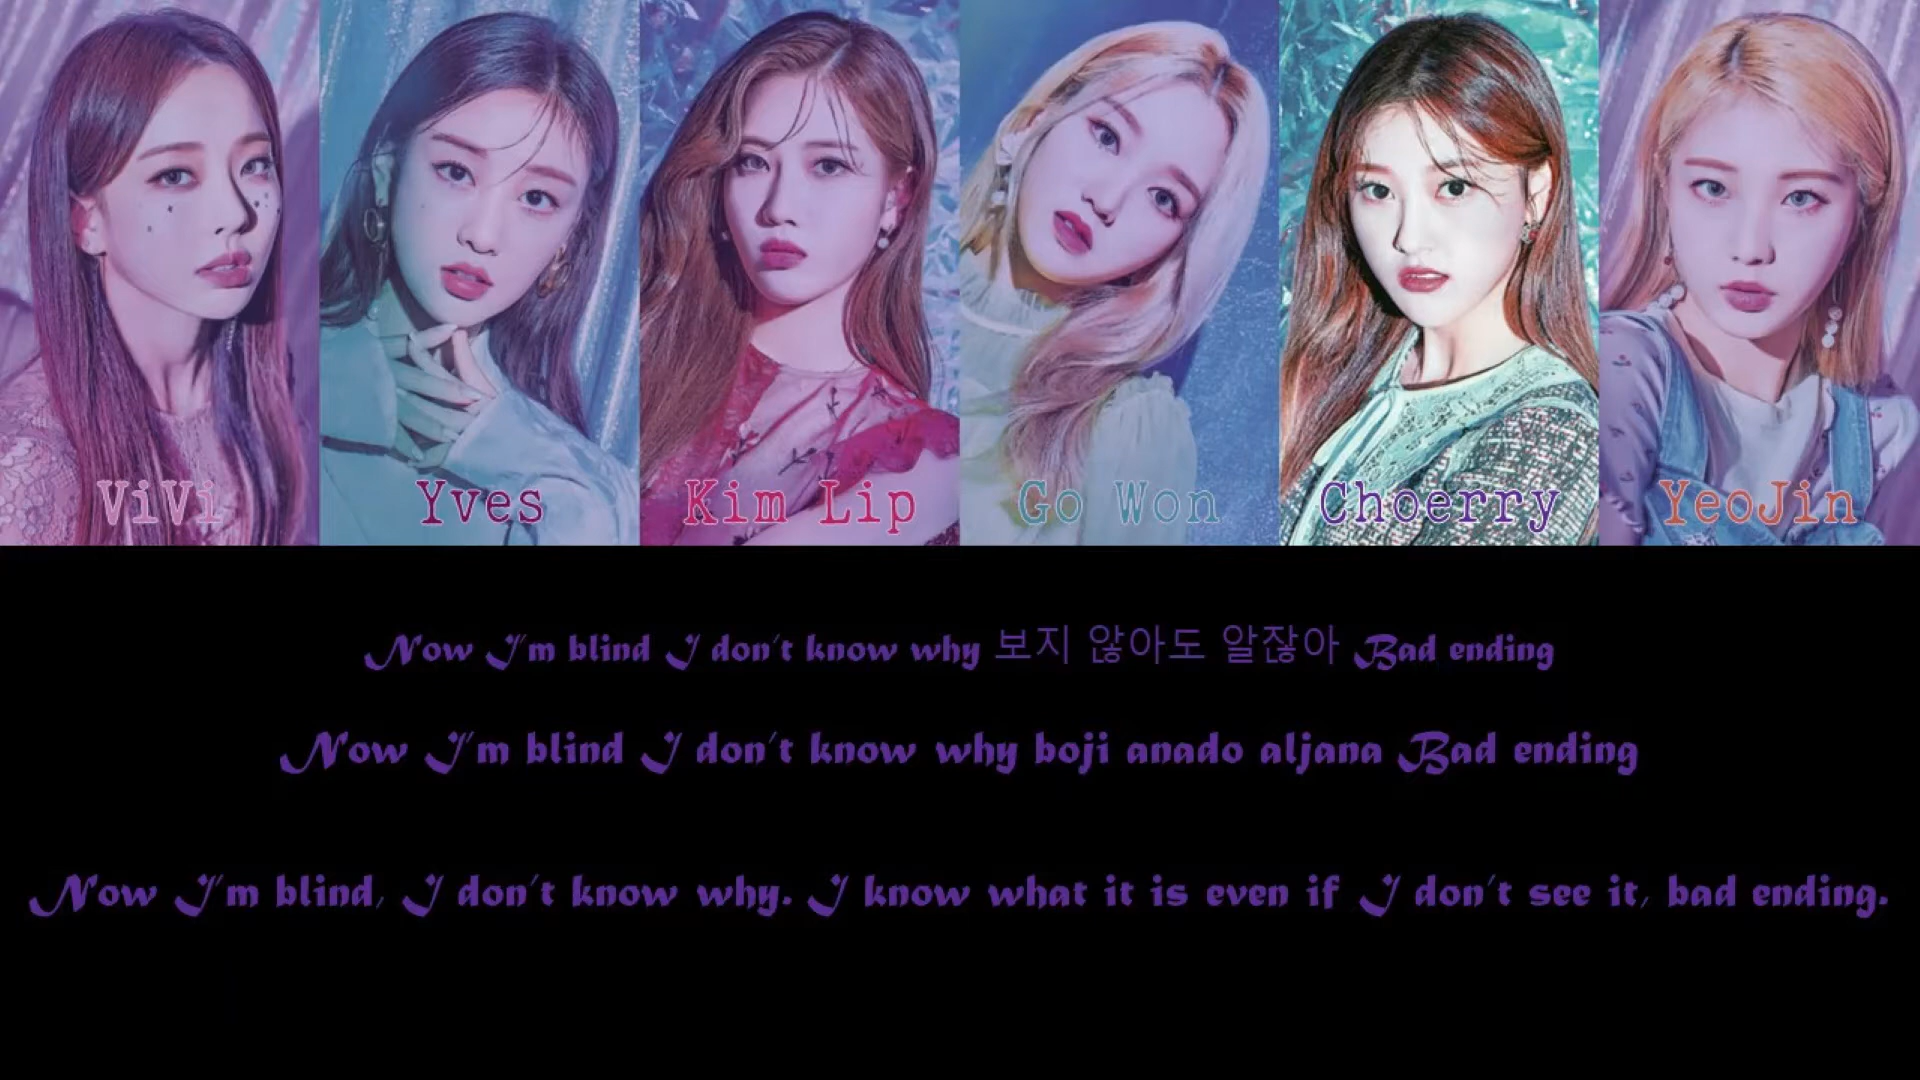 ViVi Yves Kim Lip Go Won Choerry YeoJin
Now I'm blind I don't know why 보지 않아도 알잖아 Bad ending
Now I'm blind I don't know why boji anado aljana Bad ending
Now I'm blind, I don't know why. I know what it is even if I don't see it, bad ending.